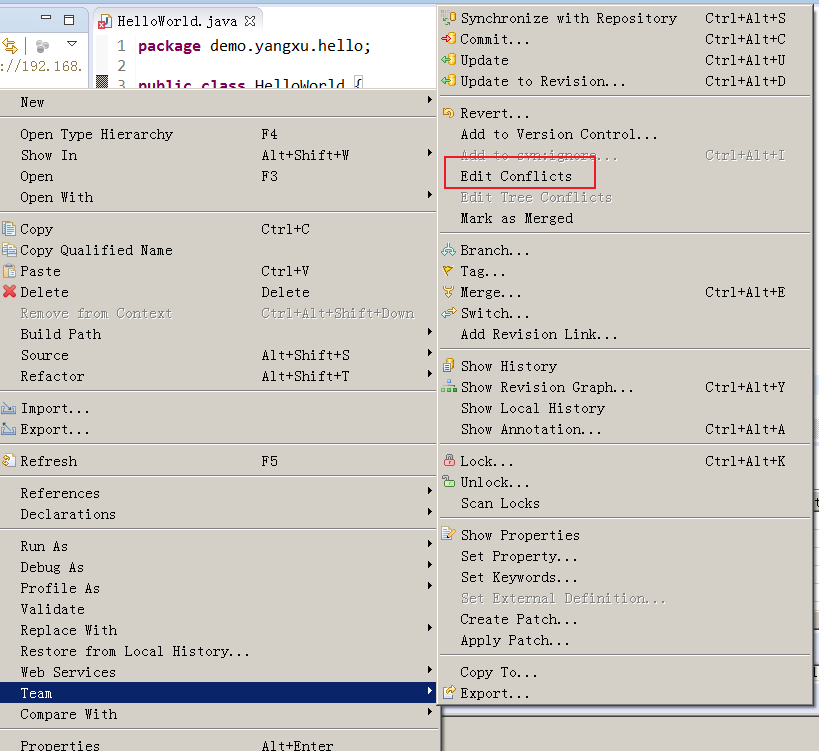 HelloWorld.java
1 package demo.yangxu.hello;
2
3 public class HelloWorld {
://192.168.
New
Open Type Hierarchy F4
Show In Alt+Shift+W
Open F3
Open With
Copy Ctrl+C
Copy Qualified Name
Paste Ctrl+V
Delete Delete
Remove from Context Ctrl+Alt+Shift+Down
Build Path
Source Alt+Shift+S
Refactor Alt+Shift+T
Import...
Export...
Refresh F5
References
Declarations
Run As
Debug As
Profile As
Validate
Replace With
Restore from Local History...
Web Services
Team
Compare With
Properties Alt+Enter
Synchronize with Repository Ctrl+Alt+S
Commit... Ctrl+Alt+C
Update Ctrl+Alt+U
Update to Revision... Ctrl+Alt+D
Revert...
Add to Version Control...
Add to svn:ignore... Ctrl+Alt+I
Edit Conflicts
Edit Tree Conflicts
Mark as Merged
Branch...
Tag...
Merge... Ctrl+Alt+E
Switch...
Add Revision Link...
Show History
Show Revision Graph... Ctrl+Alt+Y
Show Local History
Show Annotation... Ctrl+Alt+A
Lock... Ctrl+Alt+K
Unlock...
Scan Locks
Show Properties
Set Property...
Set Keywords...
Set External Definition...
Create Patch...
Apply Patch...
Copy To...
Export...